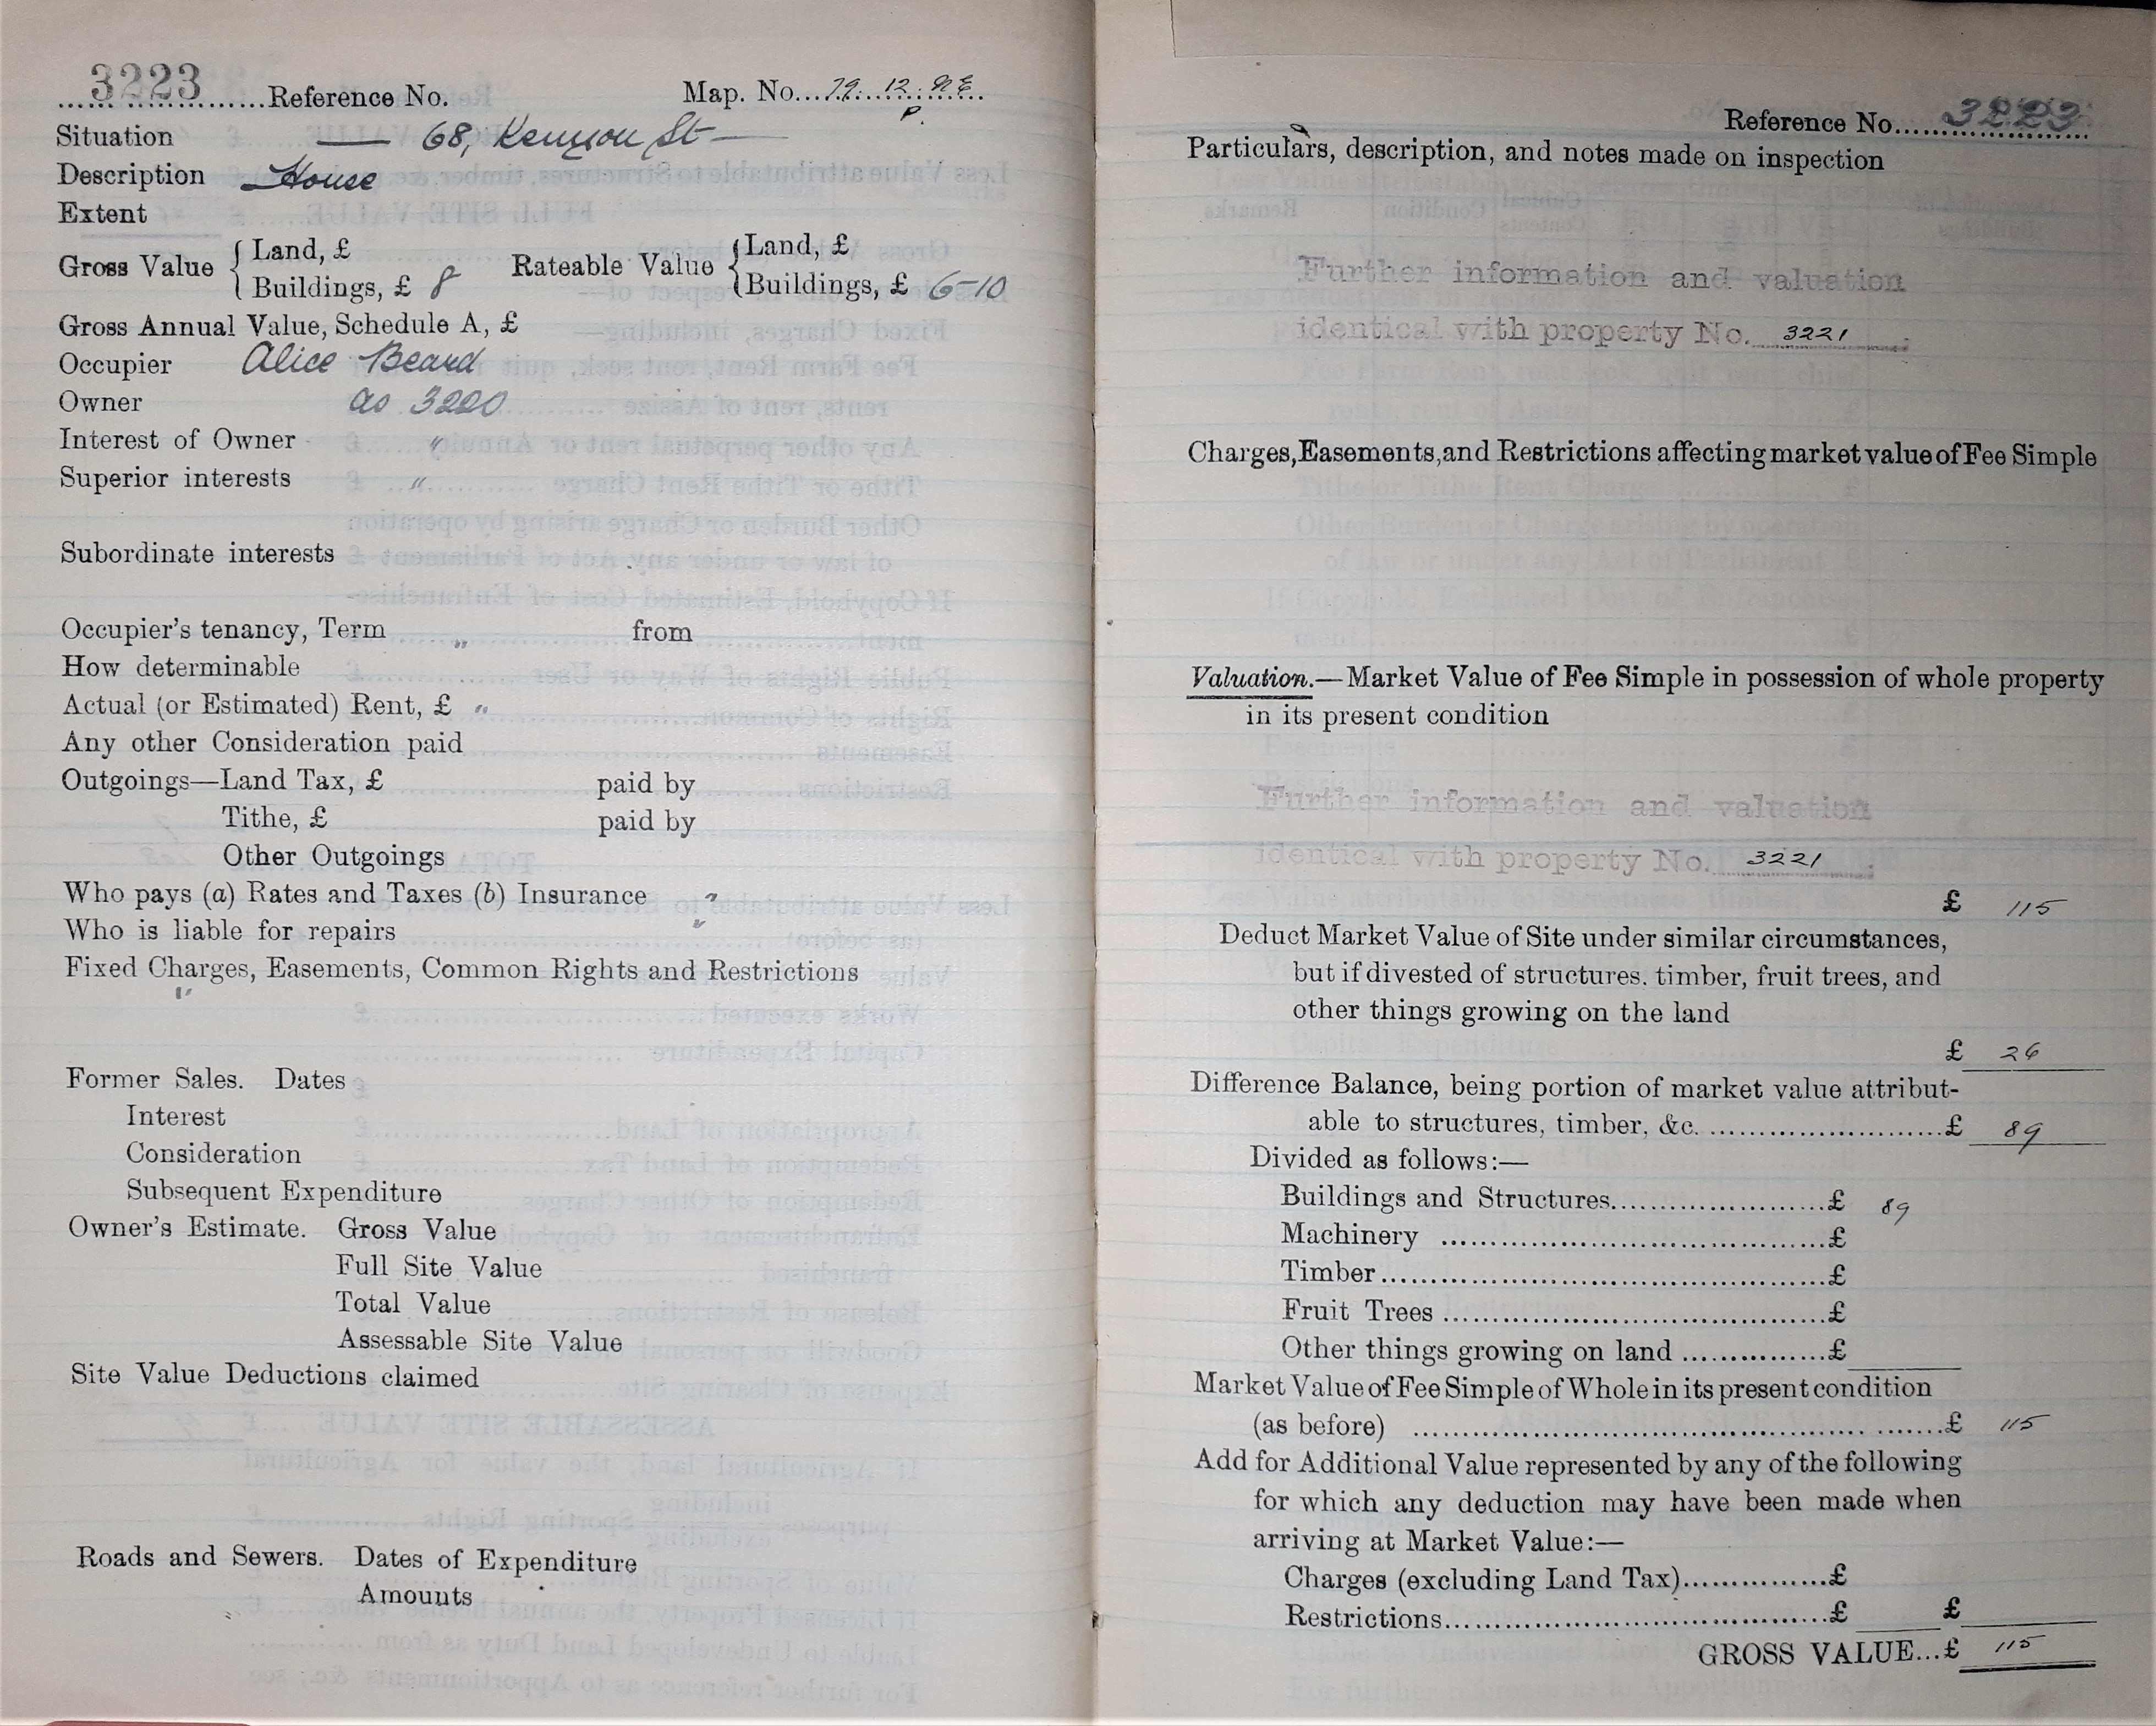 3223 Reference No. Map. No. 79. 12. NE
P.
Situation — 68, Kenyon St —
Description House
Extent
Gross Value { Land, £ Rateable Value { Land, £
Buildings, £ 8 Buildings, £ 6-10
Gross Annual Value, Schedule A, £
Occupier Alice Beard
Owner as 3220
Interest of Owner "
Superior interests "
Subordinate interests
Occupier's tenancy, Term " from
How determinable
Actual (or Estimated) Rent, £ "
Any other Consideration paid
Outgoings—Land Tax, £ paid by
Tithe, £ paid by
Other Outgoings
Who pays (a) Rates and Taxes (b) Insurance "
Who is liable for repairs "
Fixed Charges, Easements, Common Rights and Restrictions
"
Former Sales. Dates
Interest
Consideration
Subsequent Expenditure
Owner's Estimate. Gross Value
Full Site Value
Total Value
Assessable Site Value
Site Value Deductions claimed
Roads and Sewers. Dates of Expenditure
Amounts
Reference No. 3223
Particulars, description, and notes made on inspection
Further information and valuation
identical with property No. 3221
Charges, Easements, and Restrictions affecting market value of Fee Simple
Valuation.—Market Value of Fee Simple in possession of whole property
in its present condition
Further information and valuation
identical with property No. 3221
£ 115
Deduct Market Value of Site under similar circumstances,
but if divested of structures. timber, fruit trees, and
other things growing on the land
£ 26
Difference Balance, being portion of market value attribut-
able to structures, timber, &c. £ 89
Divided as follows:—
Buildings and Structures £ 89
Machinery £
Timber £
Fruit Trees £
Other things growing on land £
Market Value of Fee Simple of Whole in its present condition
(as before) £ 115
Add for Additional Value represented by any of the following
for which any deduction may have been made when
arriving at Market Value:—
Charges (excluding Land Tax) £
Restrictions £ £
GROSS VALUE... £ 115